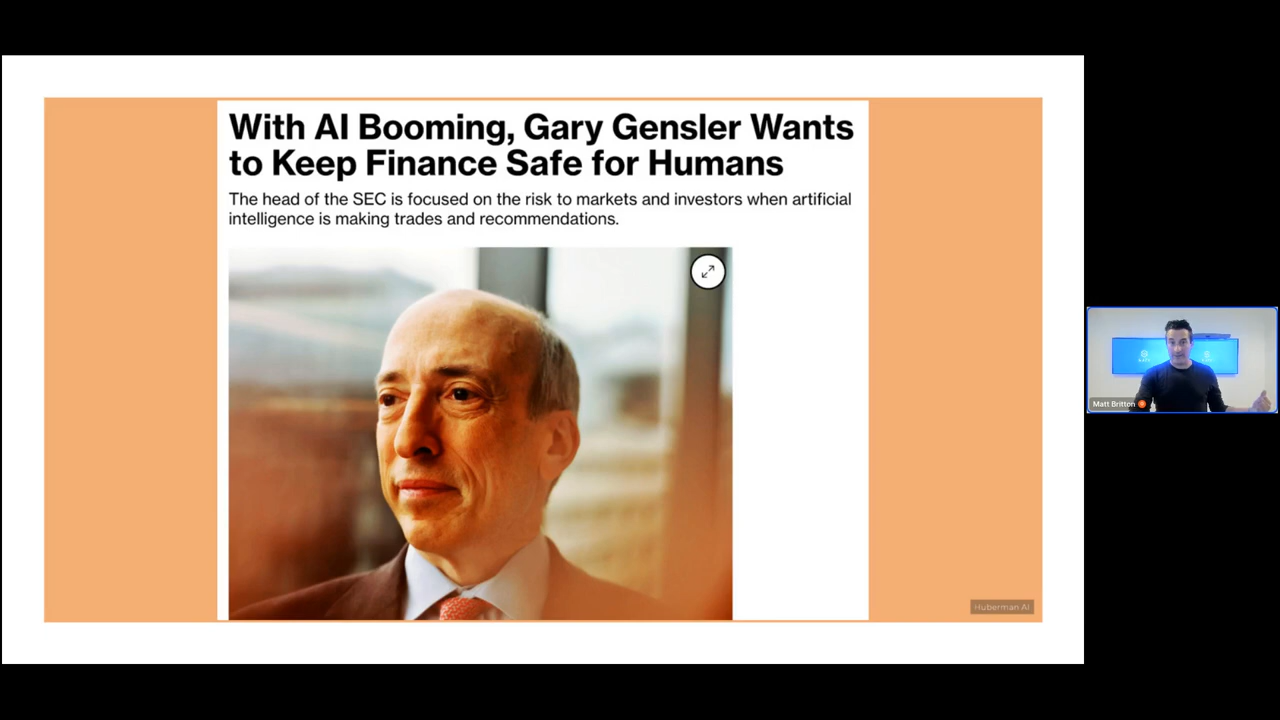 With AI Booming, Gary Gensler Wants
to Keep Finance Safe for Humans
The head of the SEC is focused on the risk to markets and investors when artificial
intelligence is making trades and recommendations.
Huberman AI
Matt Britton